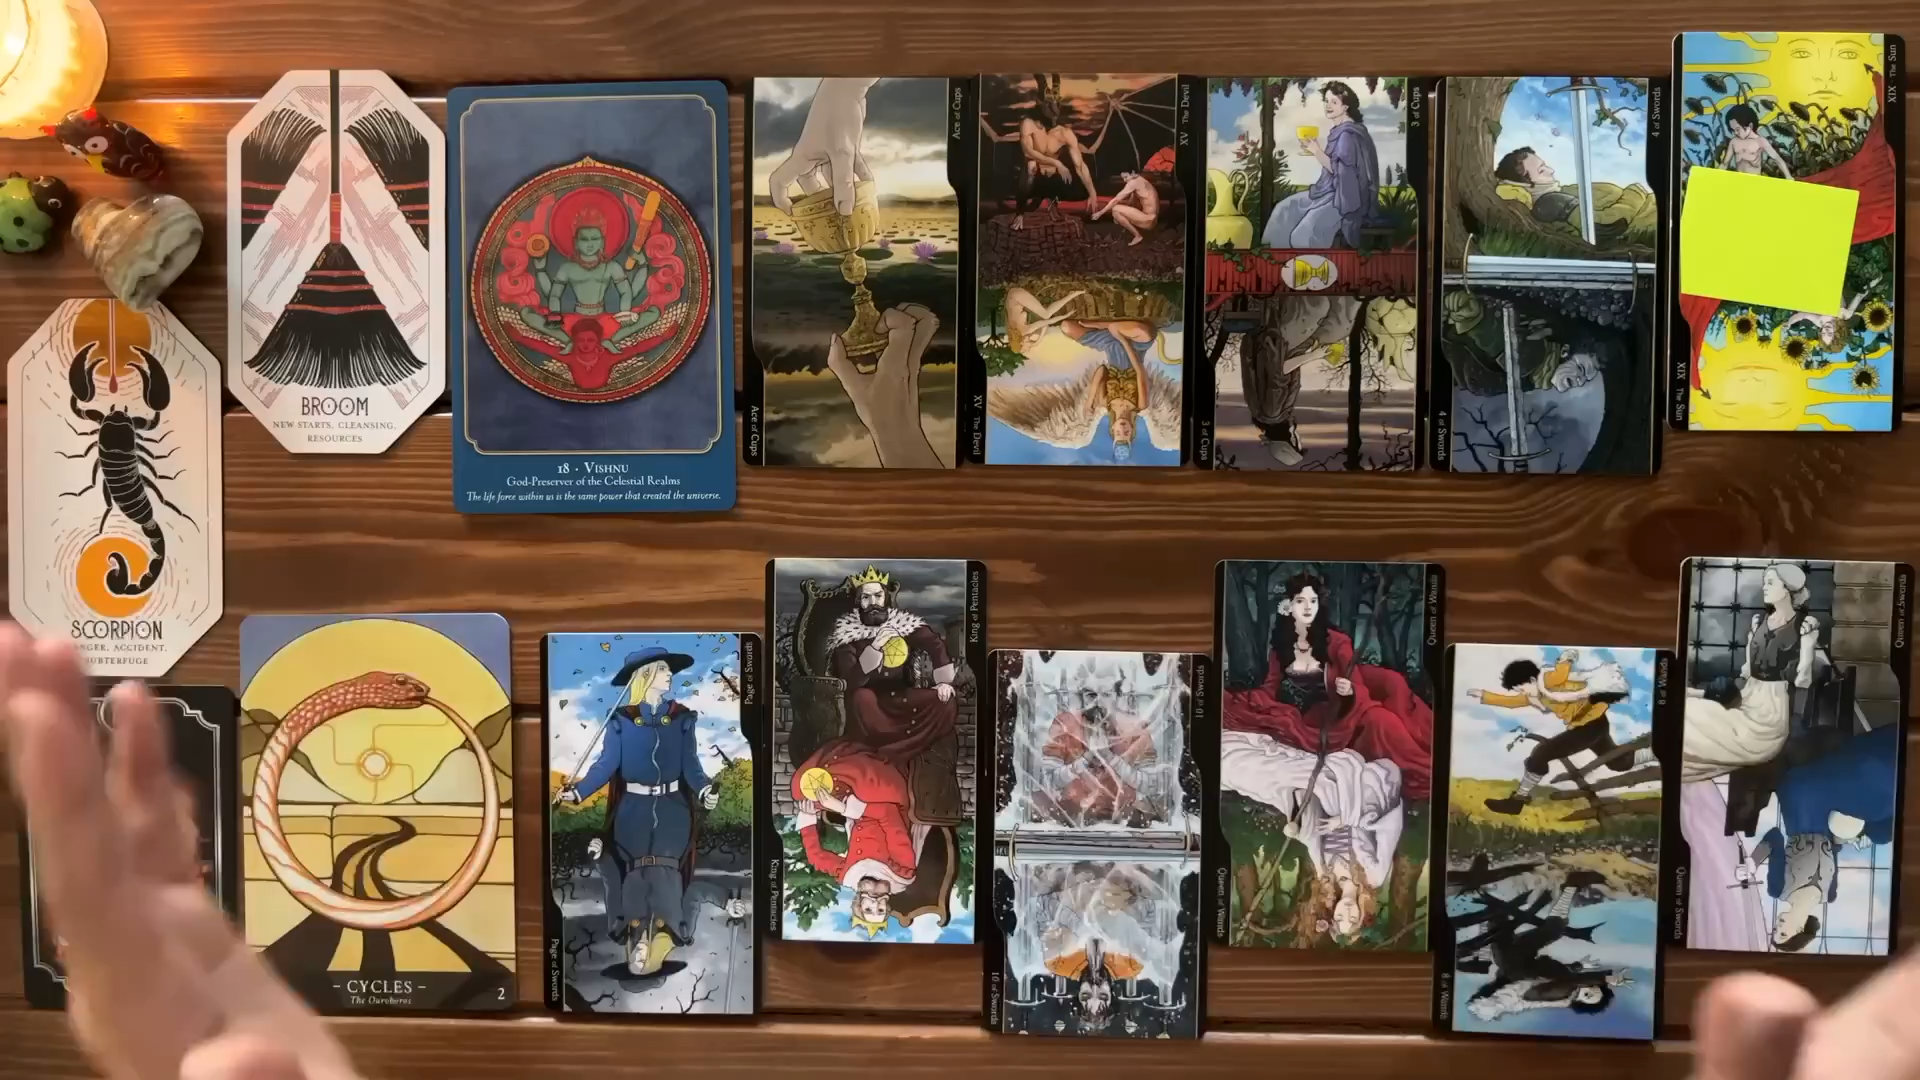 BROOM
NEW STARTS, CLEANSING,
RESOURCES
18 · VISHNU
God-Preserver of the Celestial Realms
The life force within us is the same power that created the universe.
Ace of Cups
Ace of Cups
XV The Devil
XV The Devil
3 of Cups
3 of Cups
4 of Swords
4 of Swords
XIX The Sun
XIX The Sun
SCORPION
ACCIDENT,
- CYCLES -
The Ouroboros
2
Page of Swords
Page of Swords
King of Pentacles
King of Pentacles
10 of Swords
10 of Swords
Queen of Wands
Queen of Wands
8 of Wands
8 of Wands
Queen of Swords
Queen of Swords